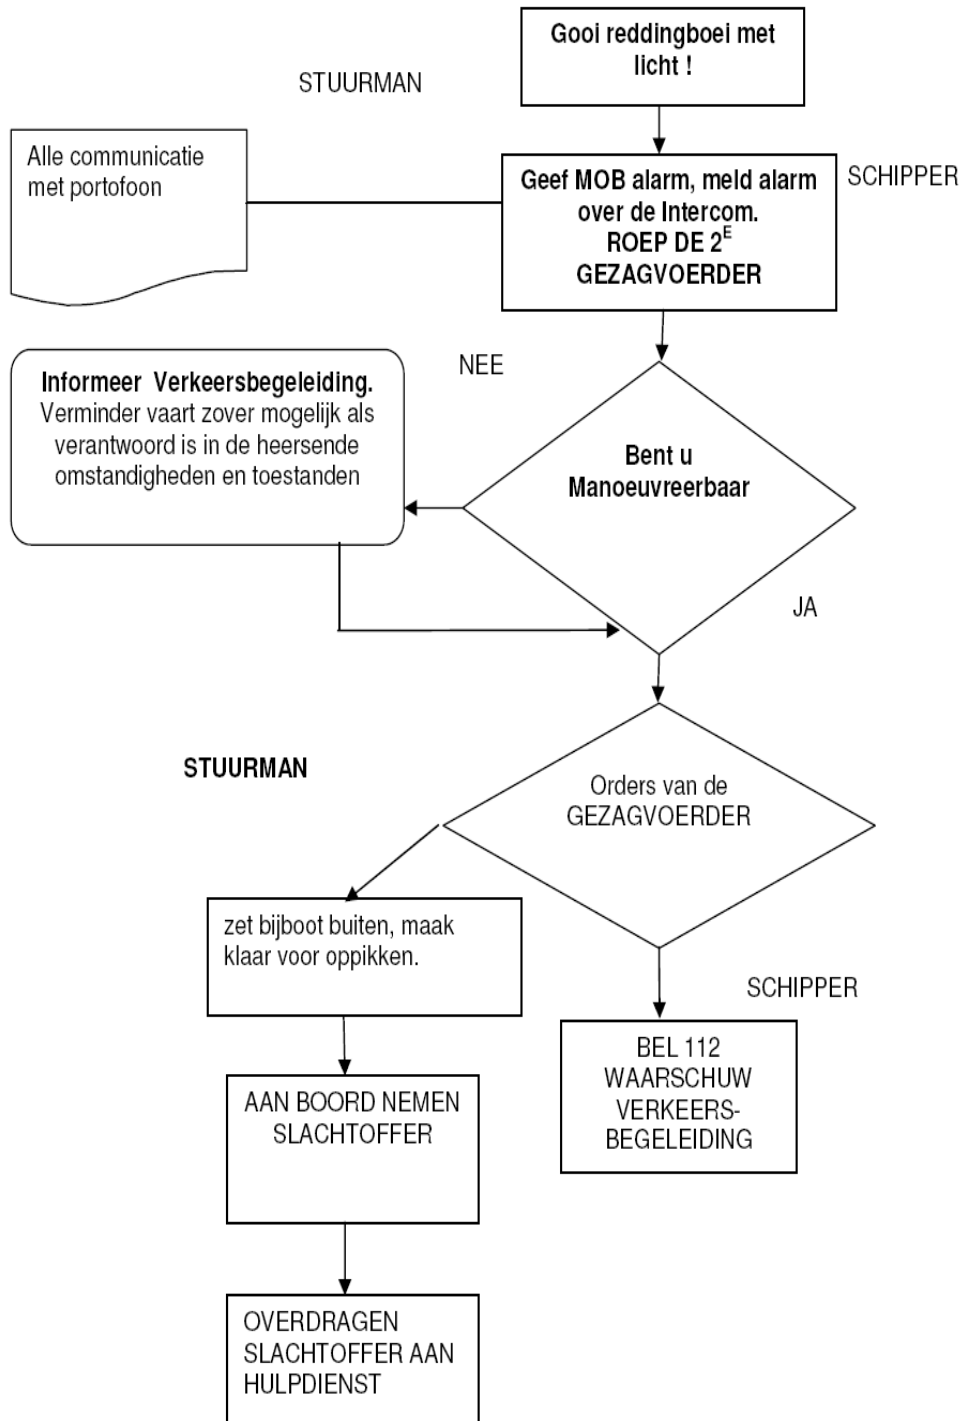 Gooi reddingboei met
licht !
STUURMAN
Alle communicatie
met portofoon
Geef MOB alarm, meld alarm
over de Intercom.
ROEP DE 2E
GEZAGVOERDER
SCHIPPER
NEE
Informeer Verkeersbegeleiding.
Verminder vaart zover mogelijk als
verantwoord is in de heersende
omstandigheden en toestanden
Bent u
Manoeuvreerbaar
JA
STUURMAN
Orders van de
GEZAGVOERDER
zet bijboot buiten, maak
klaar voor oppikken.
SCHIPPER
BEL 112
WAARSCHUW
VERKEERS-
BEGELEIDING
AAN BOORD NEMEN
SLACHTOFFER
OVERDRAGEN
SLACHTOFFER AAN
HULPDIENST